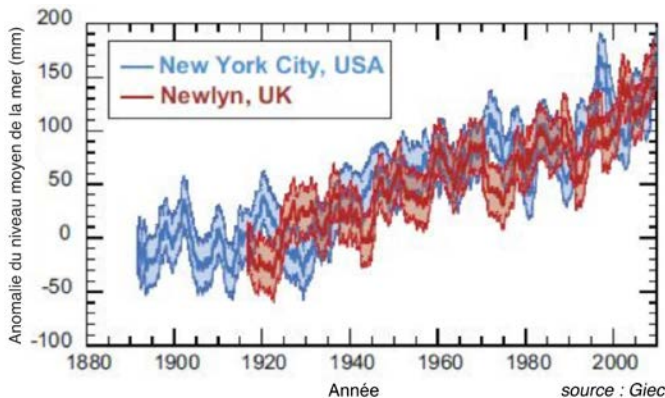 Anomalie du niveau moyen de la mer (mm)
200
150
100
50
0
-50
-100
New York City, USA
Newlyn, UK
1880 1900 1920 1940 1960 1980 2000
Année
source : Giec